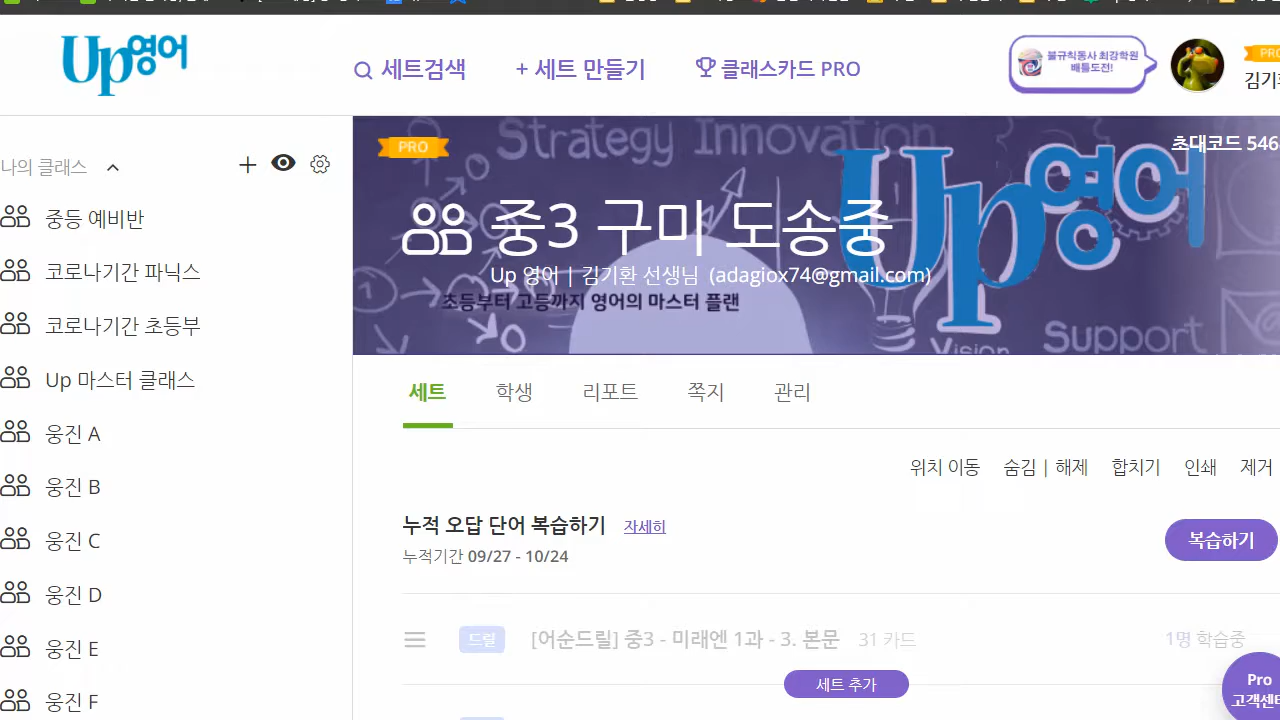 Up영어
세트검색
+ 세트 만들기
클래스카드 PRO
불규칙동사 최강학원
배틀도전!
PRO
나의 클래스
중등 예비반
코로나기간 파닉스
코로나기간 초등부
Up 마스터 클래스
웅진 A
웅진 B
웅진 C
웅진 D
웅진 E
웅진 F
PRO
Strategy Innovation
초대코드 546
Up영어
중3 구미 도송중
Up 영어 | 김기환 선생님 (adagiox74@gmail.com)
초등부터 고등까지 영어의 마스터 플랜
Vision
Support
세트
학생
리포트
쪽지
관리
위치 이동
숨김 | 해제
합치기
인쇄
제거
누적 오답 단어 복습하기
자세히
누적기간 09/27 - 10/24
복습하기
드릴
[어순드릴] 중3 - 미래엔 1과 - 3. 본문
31 카드
1명 학습중
세트 추가
Pro
고객센터